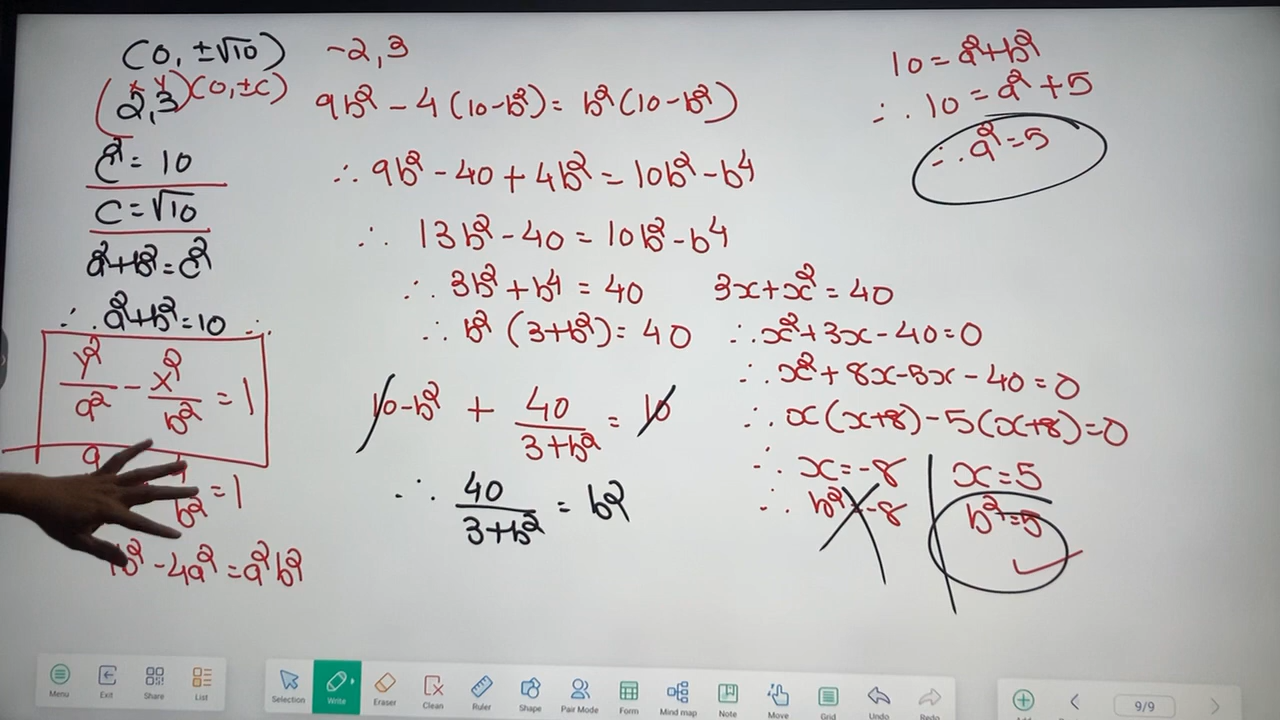 (0, ±√10)
x y
(2,3) (0,±c)
c² = 10
c = √10
a²+b² = c²
∴ a²+b² = 10 ∴
y²/a² - x²/b² = 1
9
4
b² = 1
b² - 4a² = a²b²
-2,3
9b² - 4(10-b²) = b²(10-b²)
∴ 9b² - 40 + 4b² = 10b² - b⁴
∴ 13b² - 40 = 10b² - b⁴
∴ 3b² + b⁴ = 40
∴ b² (3+b²) = 40
10-b² + 40/(3+b²) = 10
∴ 40/(3+b²) = b²
3x+x² = 40
∴ x²+3x-40=0
∴ x²+8x-5x-40=0
∴ x(x+8)-5(x+8)=0
∴ x=-8 | x=5
∴ b²=-8 | b²=5
10 = a²+b²
∴ 10 = a²+5
∴ a²=5
Menu Exit Share List Selection Write Eraser Clean Ruler Shape Pair Mode Form Mind map Note Move Grid Undo Redo 9/9